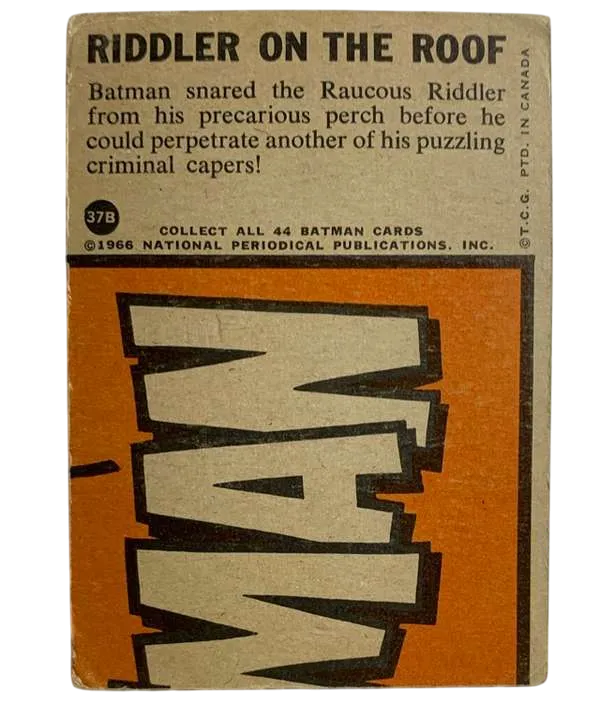 RIDDLER ON THE ROOF
Batman snared the Raucous Riddler
from his precarious perch before he
could perpetrate another of his puzzling
criminal capers!
37B
COLLECT ALL 44 BATMAN CARDS
©1966 NATIONAL PERIODICAL PUBLICATIONS, INC.
©T.C.G. PTD. IN CANADA
MAN